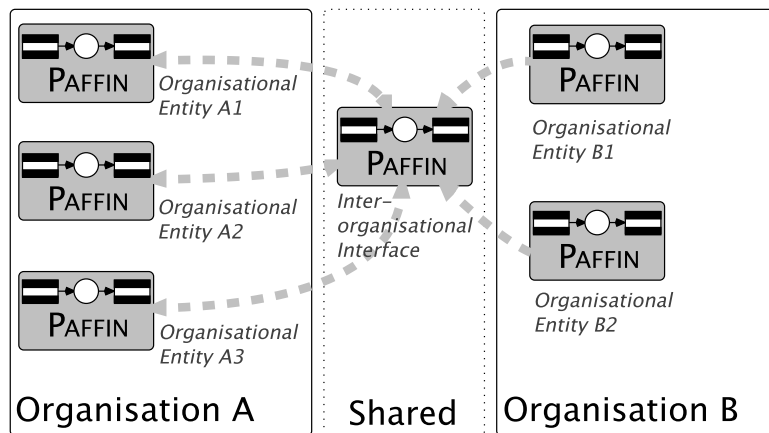 PAFFIN
Organisational
Entity A1
PAFFIN
Organisational
Entity A2
PAFFIN
Organisational
Entity A3
Organisation A
PAFFIN
Inter-
organisational
Interface
Shared
PAFFIN
Organisational
Entity B1
PAFFIN
Organisational
Entity B2
Organisation B